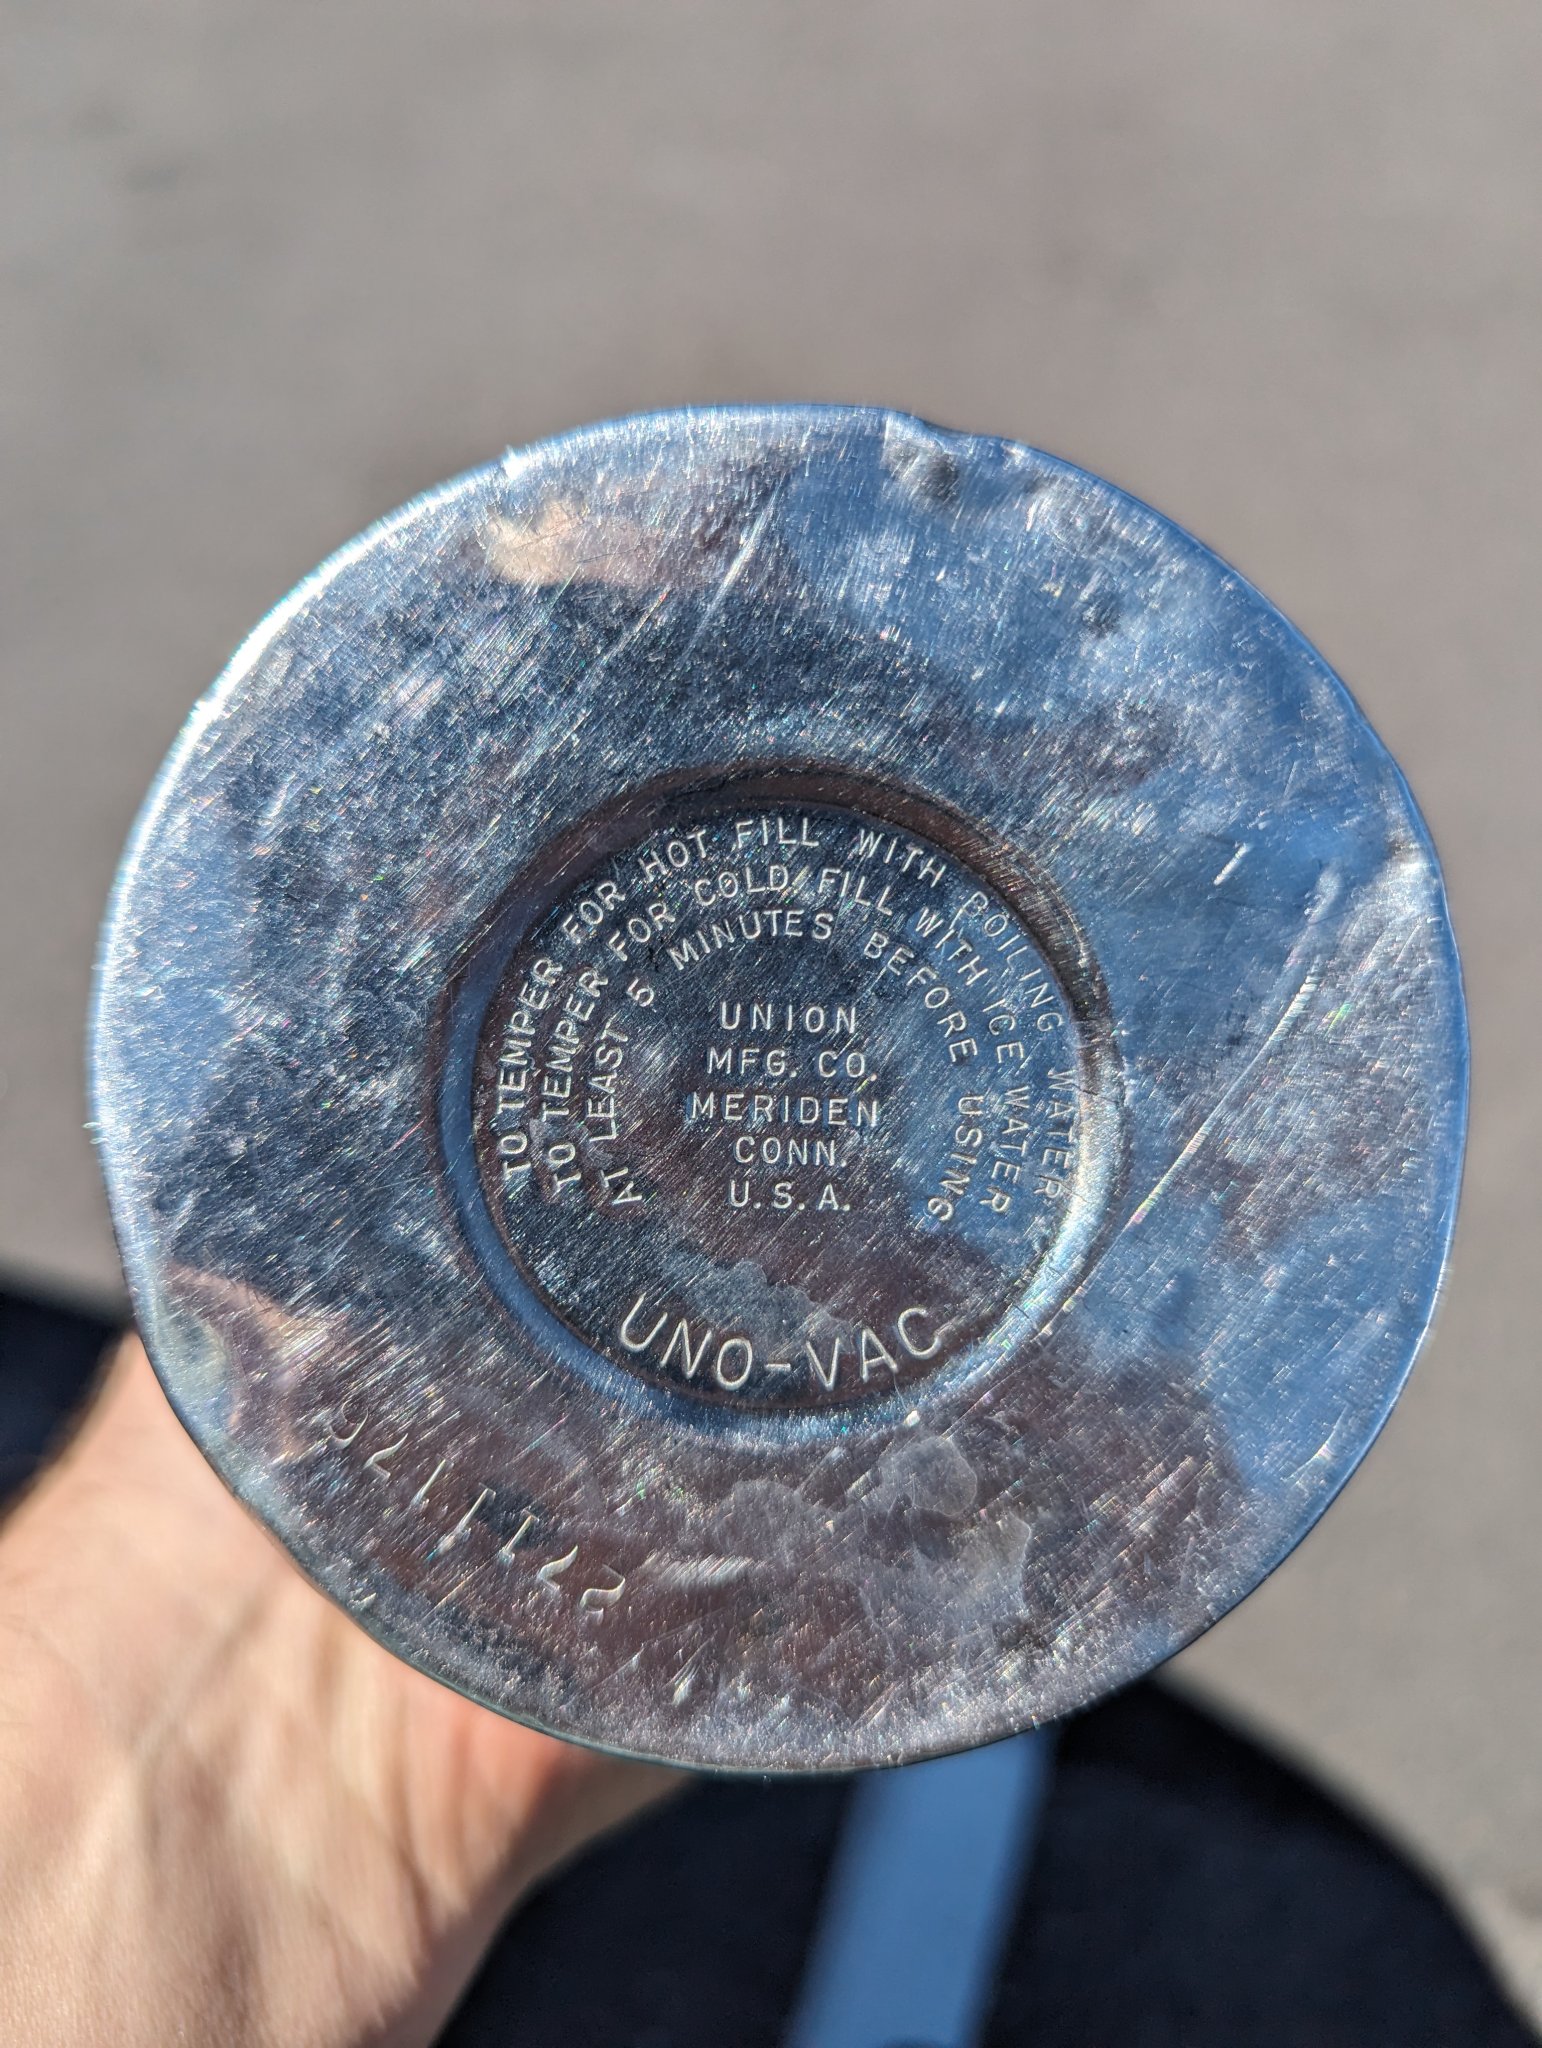 TO TEMPER FOR HOT FILL WITH BOILING WATER
TO TEMPER FOR COLD FILL WITH ICE WATER
AT LEAST 5 MINUTES BEFORE USING
UNION
MFG. CO.
MERIDEN
CONN.
U.S.A.
UNO-VAC